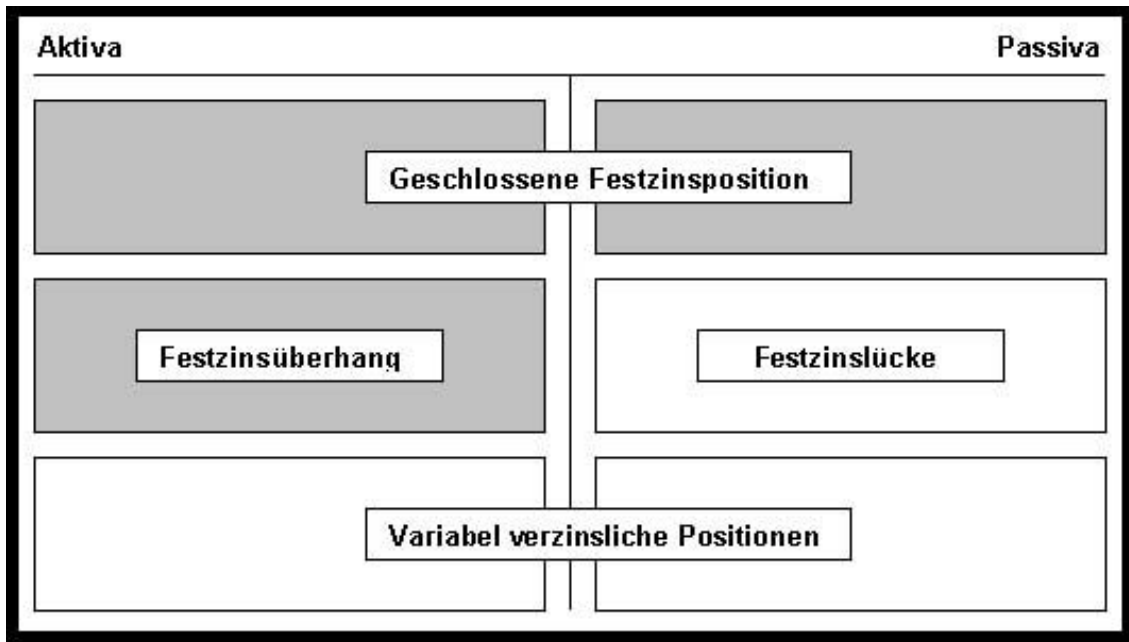 Aktiva
Passiva
Geschlossene Festzinsposition
Festzinsüberhang
Festzinslücke
Variabel verzinsliche Positionen